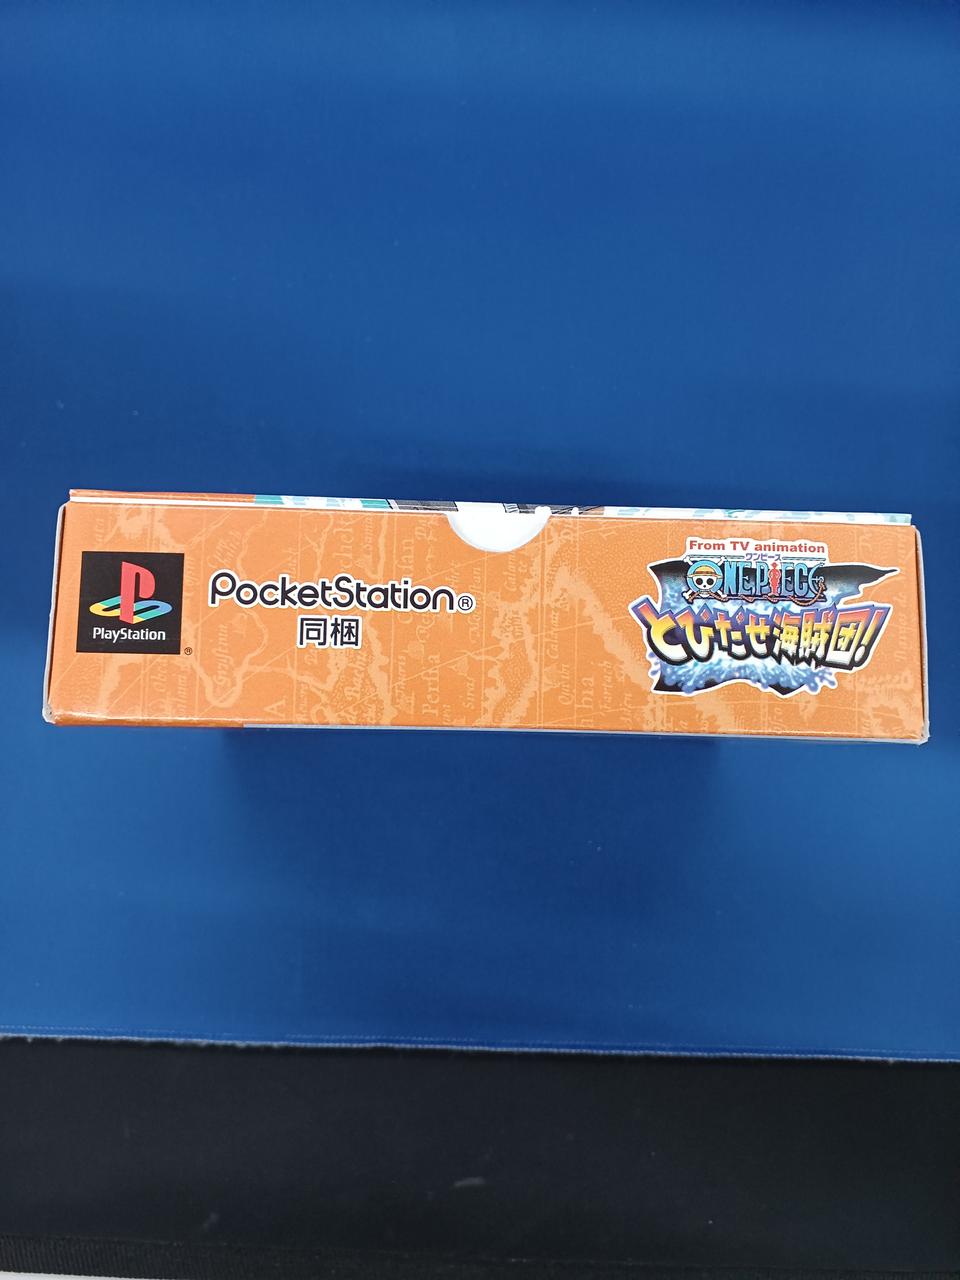 PlayStation
®
PocketStation®
同梱
From TV animation
ワンピース
ONE PIECE
とびだせ海賊団!